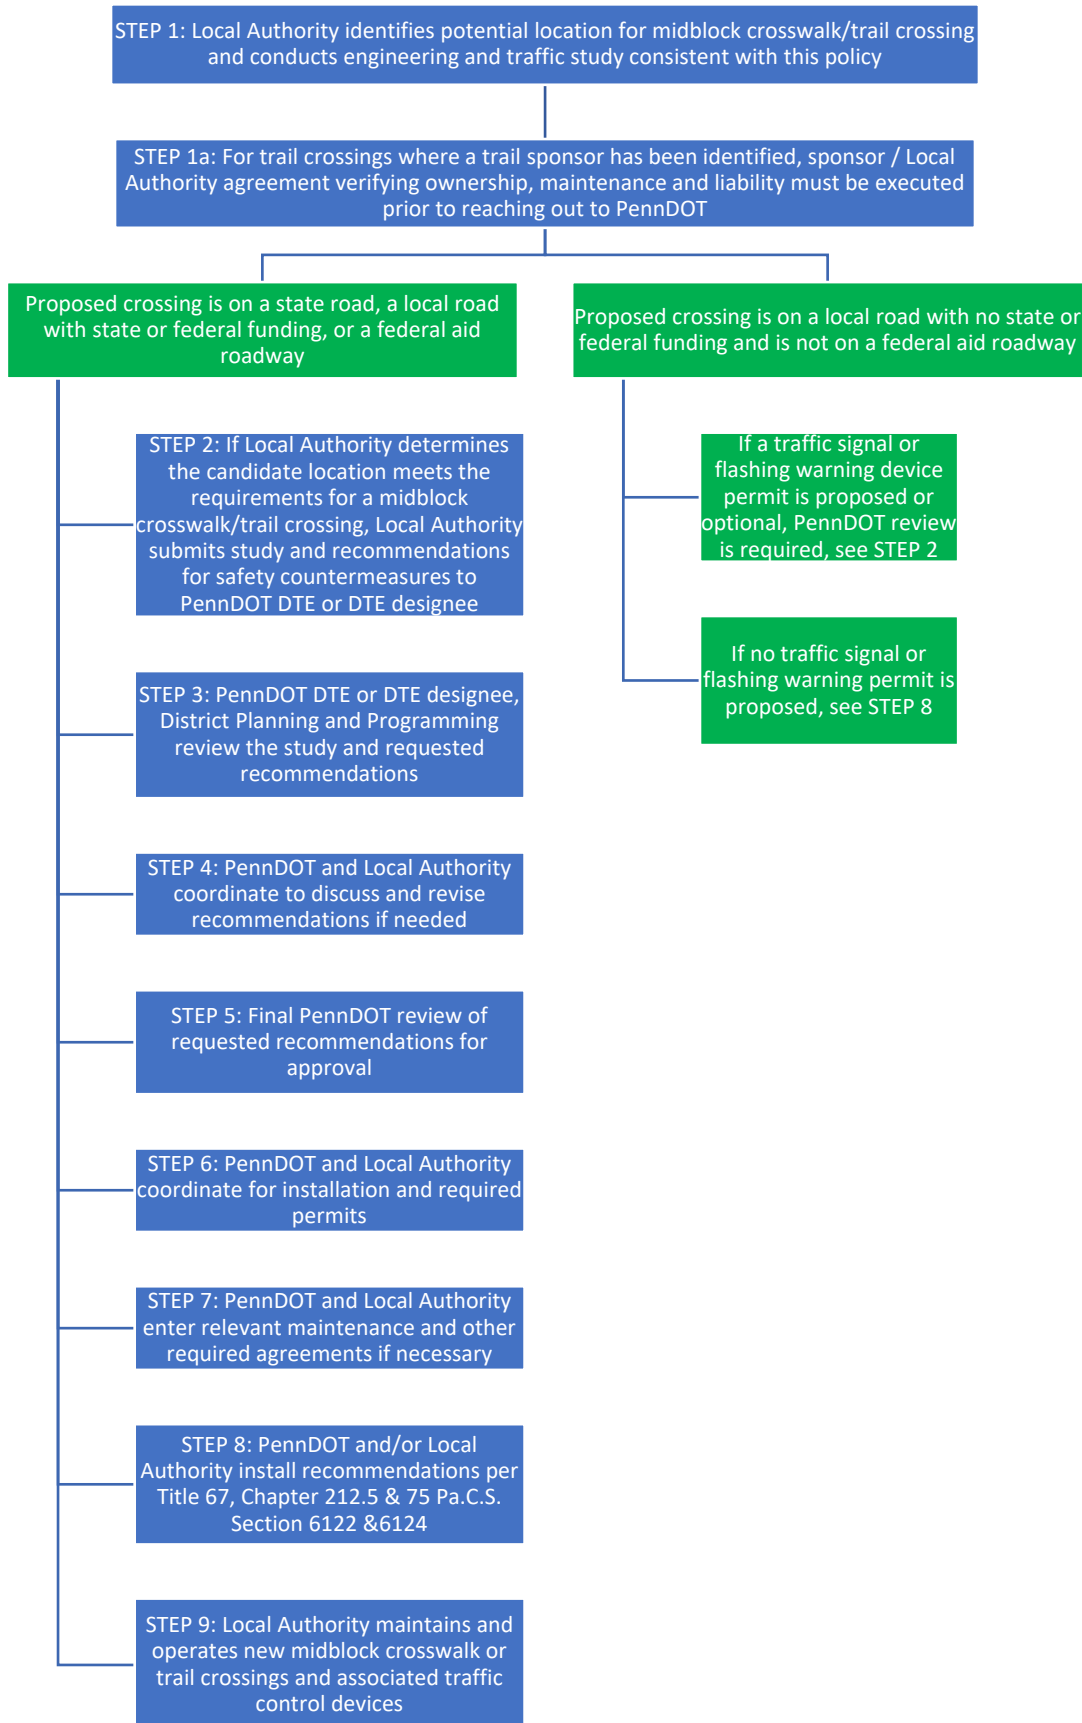 STEP 1: Local Authority identifies potential location for midblock crosswalk/trail crossing
and conducts engineering and traffic study consistent with this policy
STEP 1a: For trail crossings where a trail sponsor has been identified, sponsor / Local
Authority agreement verifying ownership, maintenance and liability must be executed
prior to reaching out to PennDOT
Proposed crossing is on a state road, a local road
with state or federal funding, or a federal aid
roadway
STEP 2: If Local Authority determines
the candidate location meets the
requirements for a midblock
crosswalk/trail crossing, Local Authority
submits study and recommendations
for safety countermeasures to
PennDOT DTE or DTE designee
STEP 3: PennDOT DTE or DTE designee,
District Planning and Programming
review the study and requested
recommendations
STEP 4: PennDOT and Local Authority
coordinate to discuss and revise
recommendations if needed
STEP 5: Final PennDOT review of
requested recommendations for
approval
STEP 6: PennDOT and Local Authority
coordinate for installation and required
permits
STEP 7: PennDOT and Local Authority
enter relevant maintenance and other
required agreements if necessary
STEP 8: PennDOT and/or Local
Authority install recommendations per
Title 67, Chapter 212.5 & 75 Pa.C.S.
Section 6122 &6124
STEP 9: Local Authority maintains and
operates new midblock crosswalk or
trail crossings and associated traffic
control devices
Proposed crossing is on a local road with no state or
federal funding and is not on a federal aid roadway
If a traffic signal or
flashing warning device
permit is proposed or
optional, PennDOT review
is required, see STEP 2
If no traffic signal or
flashing warning permit is
proposed, see STEP 8